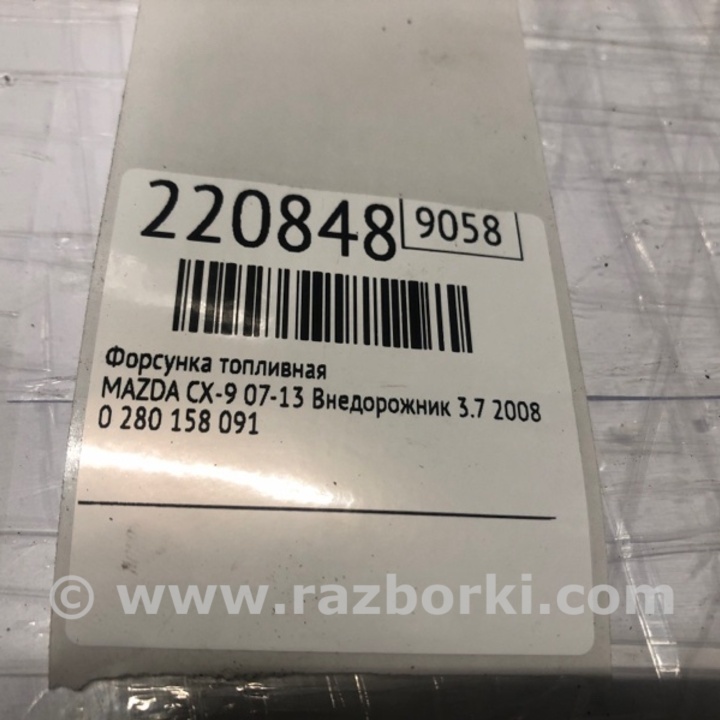 220848 9058
Форсунка топливная
MAZDA CX-9 07-13 Внедорожник 3.7 2008
0 280 158 091
© www.razborki.com